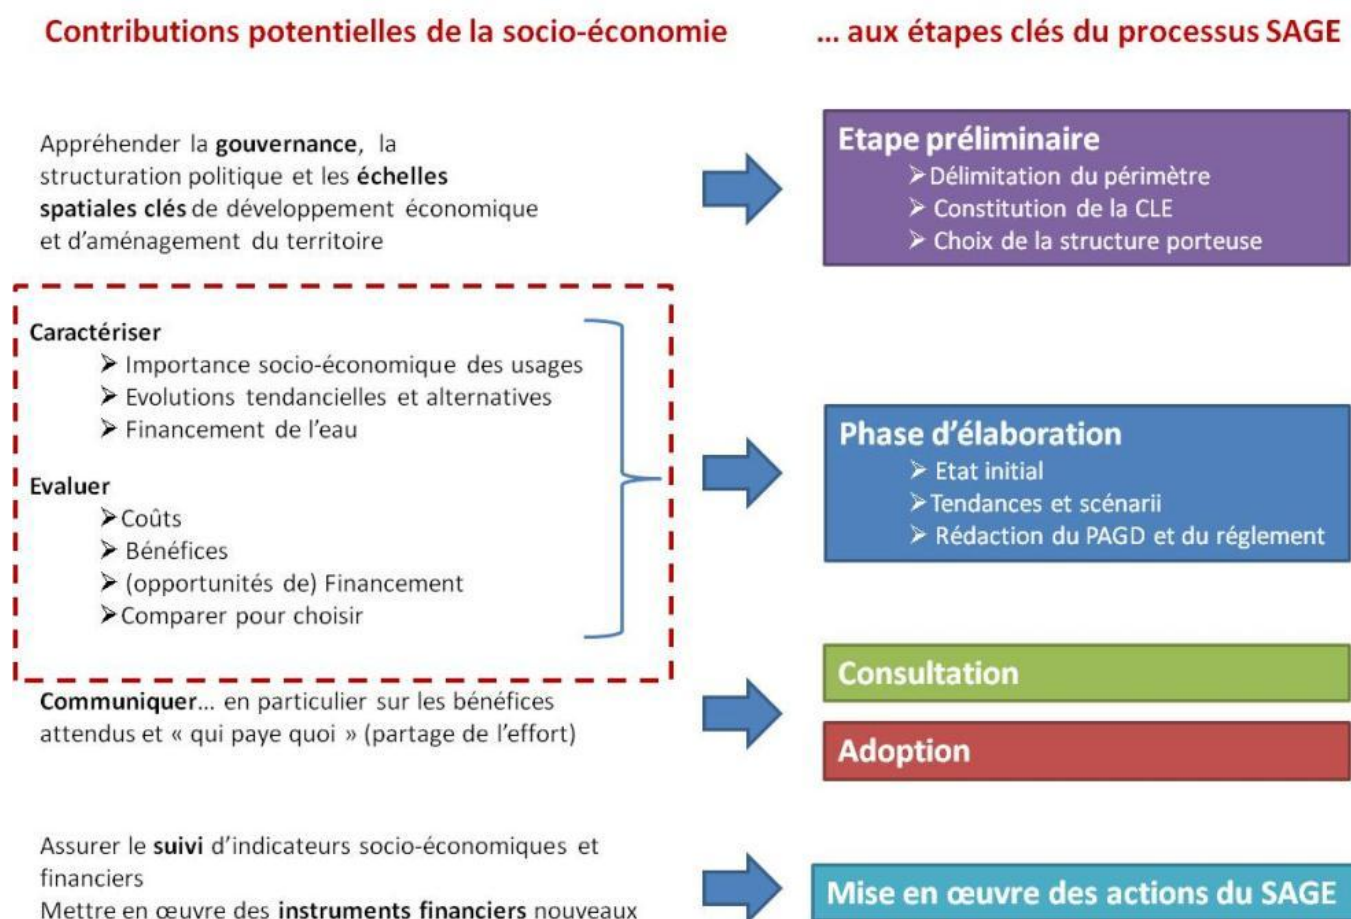 Contributions potentielles de la socio-économie
... aux étapes clés du processus SAGE
Appréhender la gouvernance, la
structuration politique et les échelles
spatiales clés de développement économique
et d'aménagement du territoire
Etape préliminaire
➢Délimitation du périmètre
➢ Constitution de la CLE
➢ Choix de la structure porteuse
Caractériser
➢ Importance socio-économique des usages
➢ Evolutions tendancielles et alternatives
➢ Financement de l'eau
Evaluer
➢Coûts
➢ Bénéfices
➢ (opportunités de) Financement
➢Comparer pour choisir
Phase d'élaboration
➢ Etat initial
➢Tendances et scénarii
➢ Rédaction du PAGD et du réglement
Communiquer... en particulier sur les bénéfices
attendus et « qui paye quoi » (partage de l'effort)
Consultation
Adoption
Assurer le suivi d'indicateurs socio-économiques et
financiers
Mettre en œuvre des instruments financiers nouveaux
Mise en œuvre des actions du SAGE